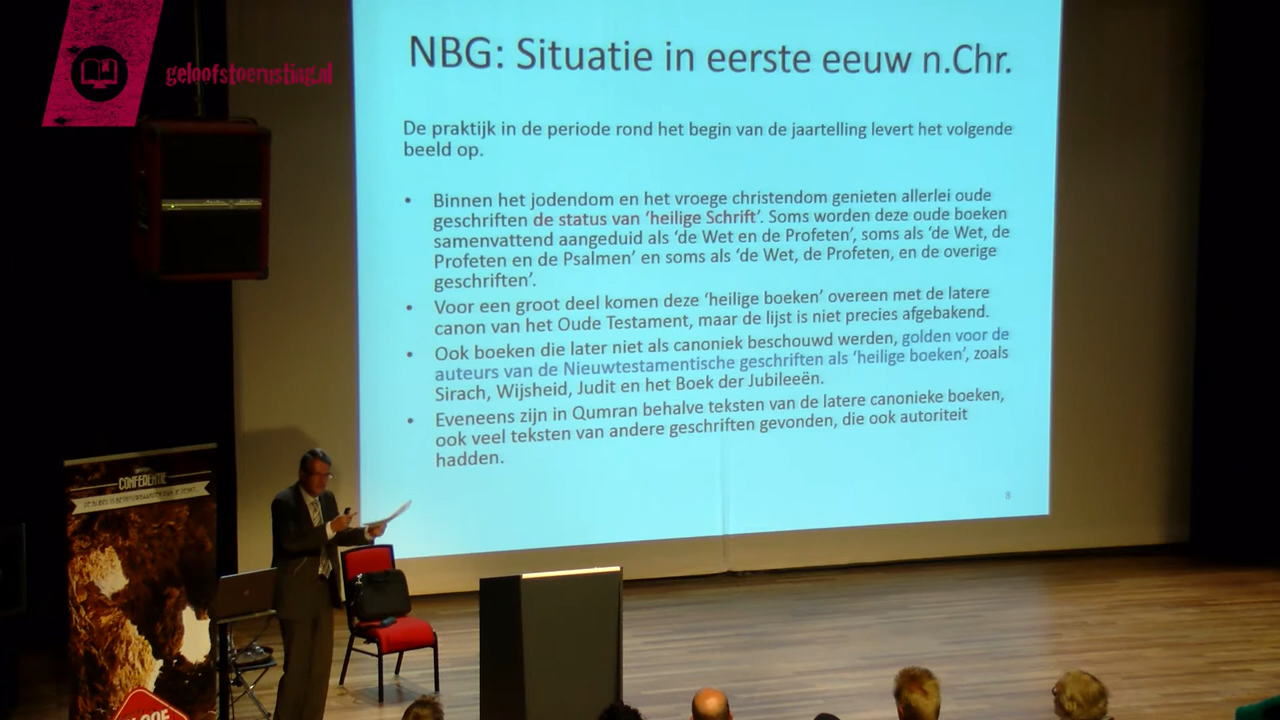 geloofstoerusting.nl
NBG: Situatie in eerste eeuw n.Chr.
De praktijk in de periode rond het begin van de jaartelling levert het volgende
beeld op.
• Binnen het jodendom en het vroege christendom genieten allerlei oude
geschriften de status van ‘heilige Schrift’. Soms worden deze oude boeken
samenvattend aangeduid als ‘de Wet en de Profeten’, soms als ‘de Wet, de
Profeten en de Psalmen’ en soms als ‘de Wet, de Profeten, en de overige
geschriften’.
• Voor een groot deel komen deze ‘heilige boeken’ overeen met de latere
canon van het Oude Testament, maar de lijst is niet precies afgebakend.
• Ook boeken die later niet als canoniek beschouwd werden, golden voor de
auteurs van de Nieuwtestamentische geschriften als ‘heilige boeken’, zoals
Sirach, Wijsheid, Judit en het Boek der Jubileeën.
• Eveneens zijn in Qumran behalve teksten van de latere canonieke boeken,
ook veel teksten van andere geschriften gevonden, die ook autoriteit
hadden.
8
CONFERENTIE